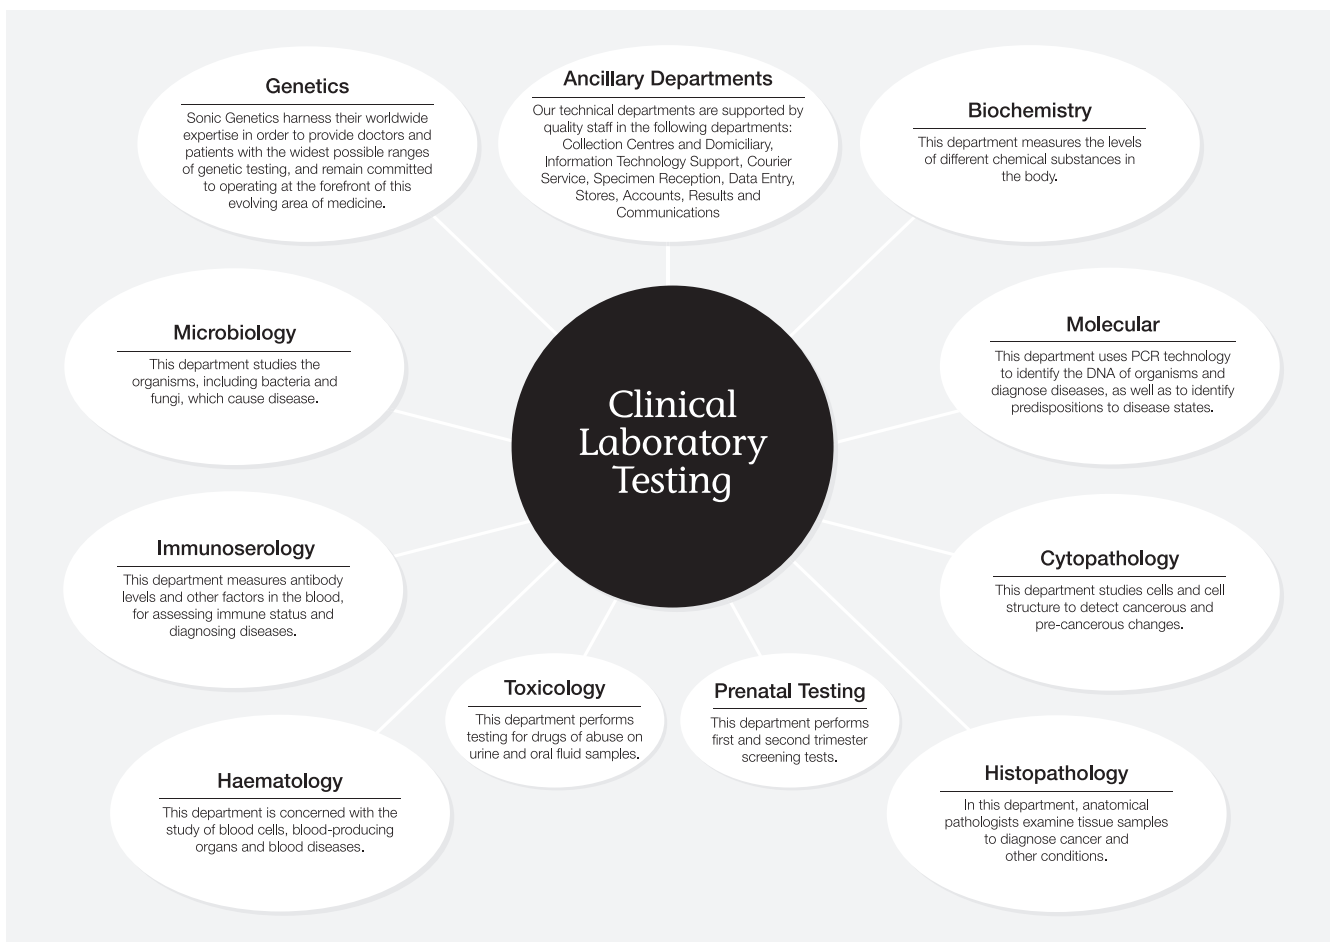 Genetics
Sonic Genetics harness their worldwide
expertise in order to provide doctors and
patients with the widest possible ranges
of genetic testing, and remain committed
to operating at the forefront of this
evolving area of medicine.
Ancillary Departments
Our technical departments are supported by
quality staff in the following departments:
Collection Centres and Domiciliary,
Information Technology Support, Courier
Service, Specimen Reception, Data Entry,
Stores, Accounts, Results and
Communications
Biochemistry
This department measures the levels
of different chemical substances in
the body.
Microbiology
This department studies the
organisms, including bacteria and
fungi, which cause disease.
Molecular
This department uses PCR technology
to identify the DNA of organisms and
diagnose diseases, as well as to identify
predispositions to disease states.
Clinical
Laboratory
Testing
Immunoserology
This department measures antibody
levels and other factors in the blood,
for assessing immune status and
diagnosing diseases.
Cytopathology
This department studies cells and cell
structure to detect cancerous and
pre-cancerous changes.
Toxicology
This department performs
testing for drugs of abuse on
urine and oral fluid samples.
Prenatal Testing
This department performs
first and second trimester
screening tests.
Haematology
This department is concerned with the
study of blood cells, blood-producing
organs and blood diseases.
Histopathology
In this department, anatomical
pathologists examine tissue samples
to diagnose cancer and
other conditions.